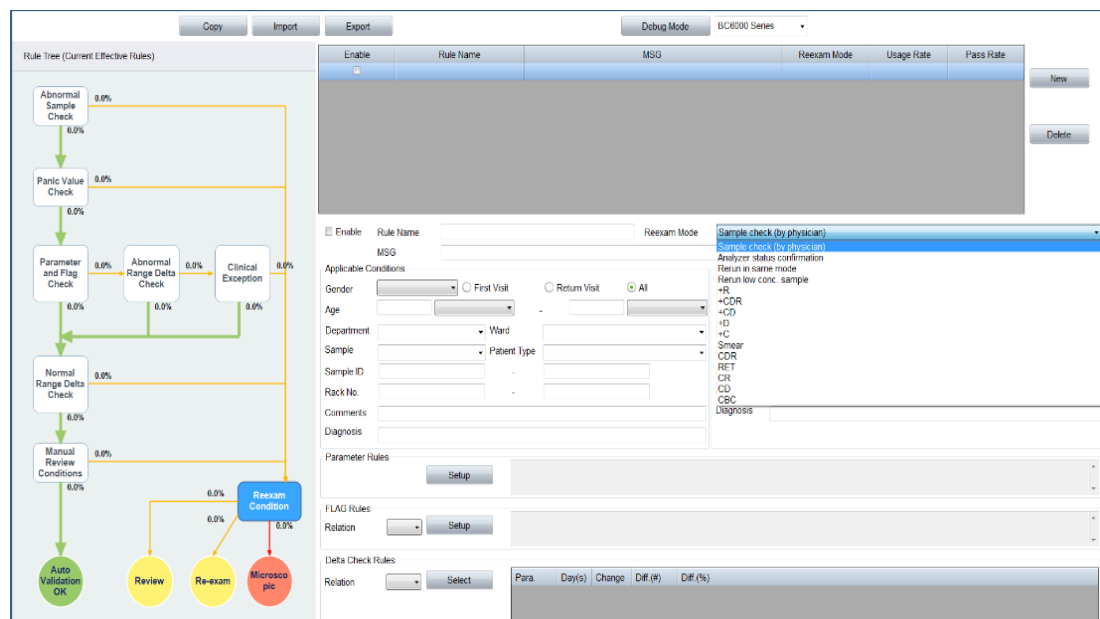 Copy Import Export Debug Mode BC6000 Series
Rule Tree (Current Effective Rules)
Abnormal
Sample
Check
0.0%
0.0%
Panic Value
Check
0.0%
0.0%
Parameter
and Flag
Check
0.0%
0.0%
Abnormal
Range Delta
Check
0.0%
0.0%
Clinical
Exception
0.0%
0.0%
Normal
Range Delta
Check
0.0%
0.0%
Manual
Review
Conditions
0.0%
0.0%
Reexam
Condition
0.0%
0.0%
0.0%
Auto
Validation
OK
Review
Re-exam
Microsco
pic
Enable Rule Name MSG Reexam Mode Usage Rate Pass Rate
New
Delete
Enable Rule Name Reexam Mode Sample check (by physician)
MSG
Sample check (by physician)
Analyzer status confirmation
Rerun in same mode
Rerun low conc. sample
+R
+CDR
+CD
+D
+C
Smear
CDR
RET
CR
CD
CBC
Applicable Conditions
Gender First Visit Return Visit All
Age -
Department Ward
Sample Patient Type
Sample ID -
Rack No. -
Comments
Diagnosis
Diagnosis
Parameter Rules
Setup
FLAG Rules
Relation Setup
Delta Check Rules
Relation Select
Para. Day(s) Change Diff.(#) Diff.(%)